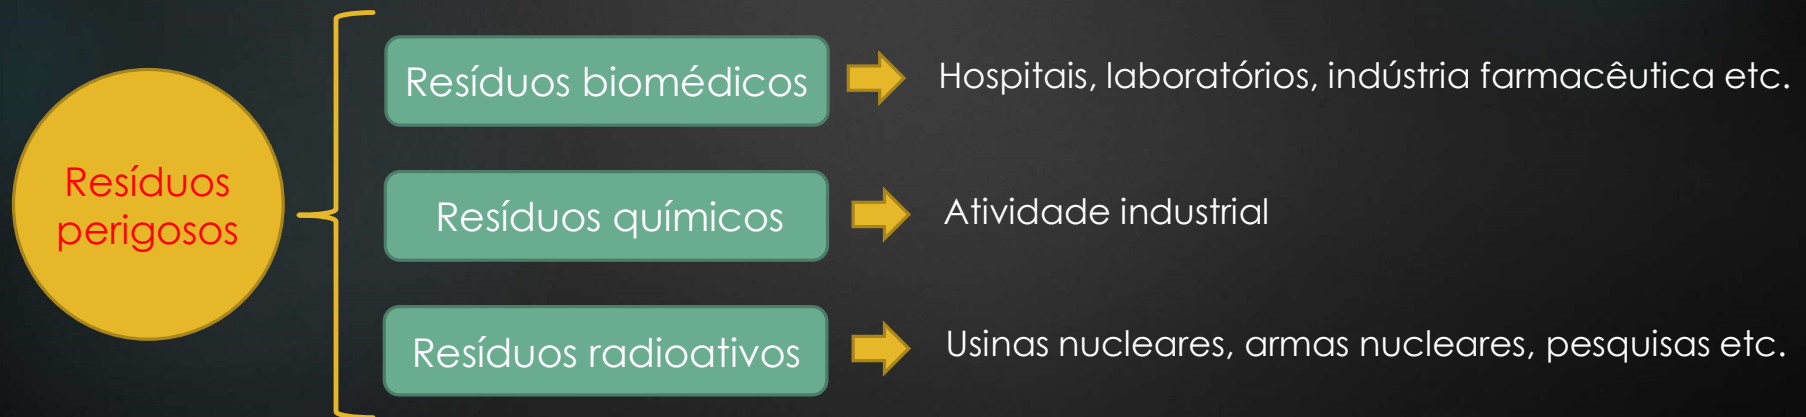 Resíduos
perigosos
Resíduos biomédicos
Hospitais, laboratórios, indústria farmacêutica etc.
Resíduos químicos
Atividade industrial
Resíduos radioativos
Usinas nucleares, armas nucleares, pesquisas etc.